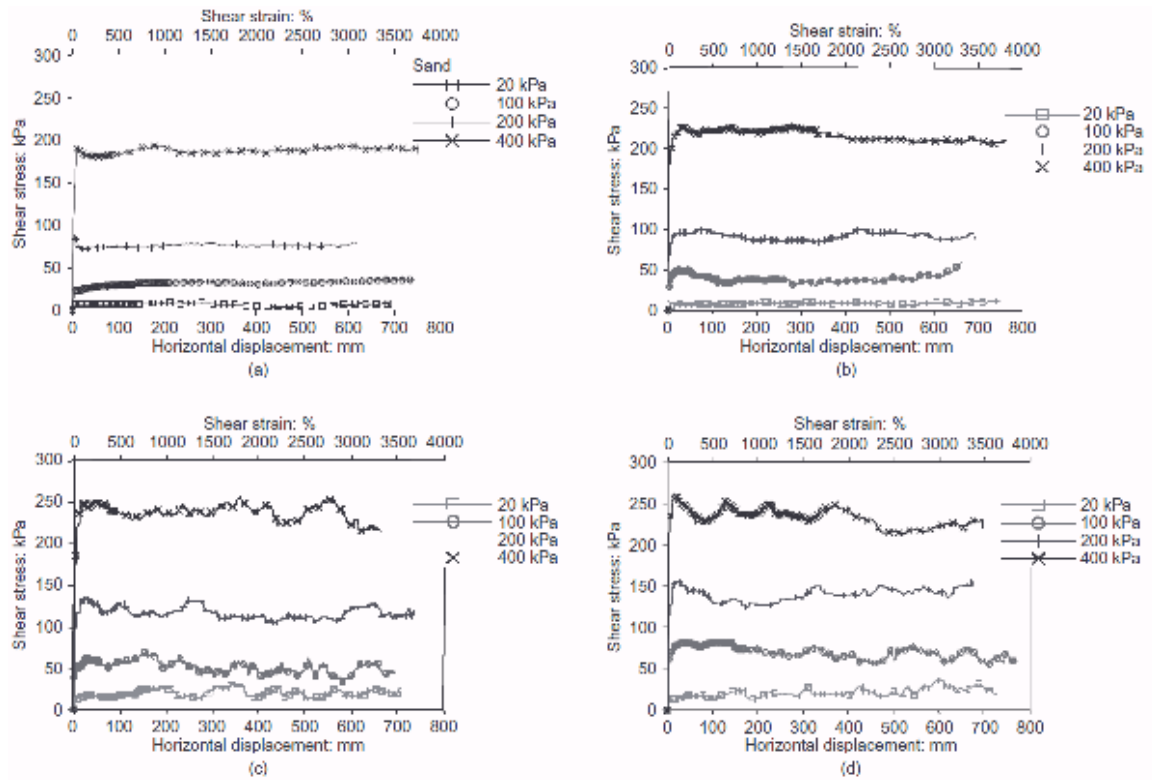 Shear strain: %
0 500 1000 1500 2000 2500 3000 3500 4000
300
250
200
150
100
50
0
Shear stress: kPa
Sand
20 kPa
100 kPa
200 kPa
400 kPa
0 100 200 300 400 500 600 700 800
Horizontal displacement: mm
(a)
Shear strain: %
0 500 1000 1500 2000 2500 3000 3500 4000
300
250
200
150
100
50
0
Shear stress: kPa
20 kPa
100 kPa
200 kPa
400 kPa
0 100 200 300 400 500 600 700 800
Horizontal displacement: mm
(b)
Shear strain: %
0 500 1000 1500 2000 2500 3000 3500 4000
300
250
200
150
100
50
0
Shear stress: kPa
20 kPa
100 kPa
200 kPa
400 kPa
0 100 200 300 400 500 600 700 800
Horizontal displacement: mm
(c)
Shear strain: %
0 500 1000 1500 2000 2500 3000 3500 4000
300
250
200
150
100
50
0
Shear stress: kPa
20 kPa
100 kPa
200 kPa
400 kPa
0 100 200 300 400 500 600 700 800
Horizontal displacement: mm
(d)